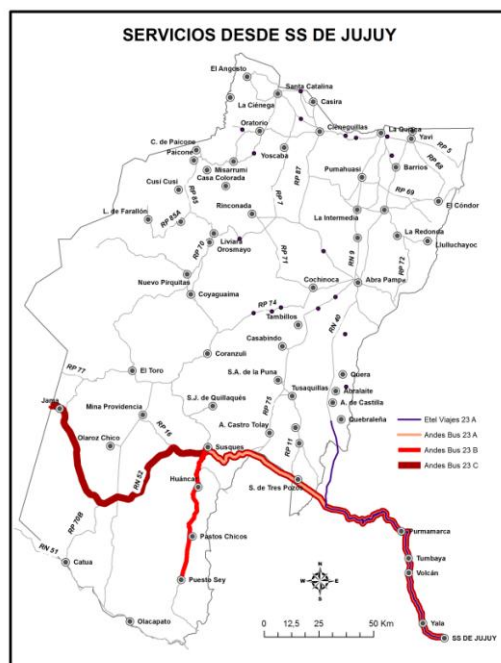 SERVICIOS DESDE SS DE JUJUY
El Angosto
Santa Catalina
La Ciénega
Casira
Oratorio
Cieneguillas
La Quiaca
Yavi
RP 5
C. de Paicone
Yoscaba
RP 87
RP 68
Paicone
Misarrumi
Pumahuasi
Barrios
Casa Colorada
Cusi Cusi
RP 85
RP 69
Rinconada
RP 7
El Cóndor
L. de Farallón
RP 85A
La Intermedia
La Redonda
Liviara
Orosmayo
RP 70
RP 71
RN 9
RP 72
Llulluchayoc
Nuevo Pirquitas
Cochinoca
Abra Pampa
Coyaguaima
RP 74
Tambillos
RN 40
Casabindo
Coranzuli
RP 77
El Toro
Quera
S.A. de la Puna
Abralaite
Jama
Tusaquillas
A. de Castilla
S.J. de Quillaqués
Mina Providencia
RP 75
Quebraleña
Etel Viajes 23 A
RP 16
A. Castro Tolay
Andes Bus 23 A
RP 11
Olaroz Chico
Susques
Andes Bus 23 B
RN 52
Andes Bus 23 C
Huáncar
S. de Tres Pozos
RP 70B
Pastos Chicos
Purmamarca
RN 51
Catua
Tumbaya
N
Volcán
W E
Puesto Sey
S
Olacapato
0 12,5 25 50 Km
Yala
SS DE JUJUY